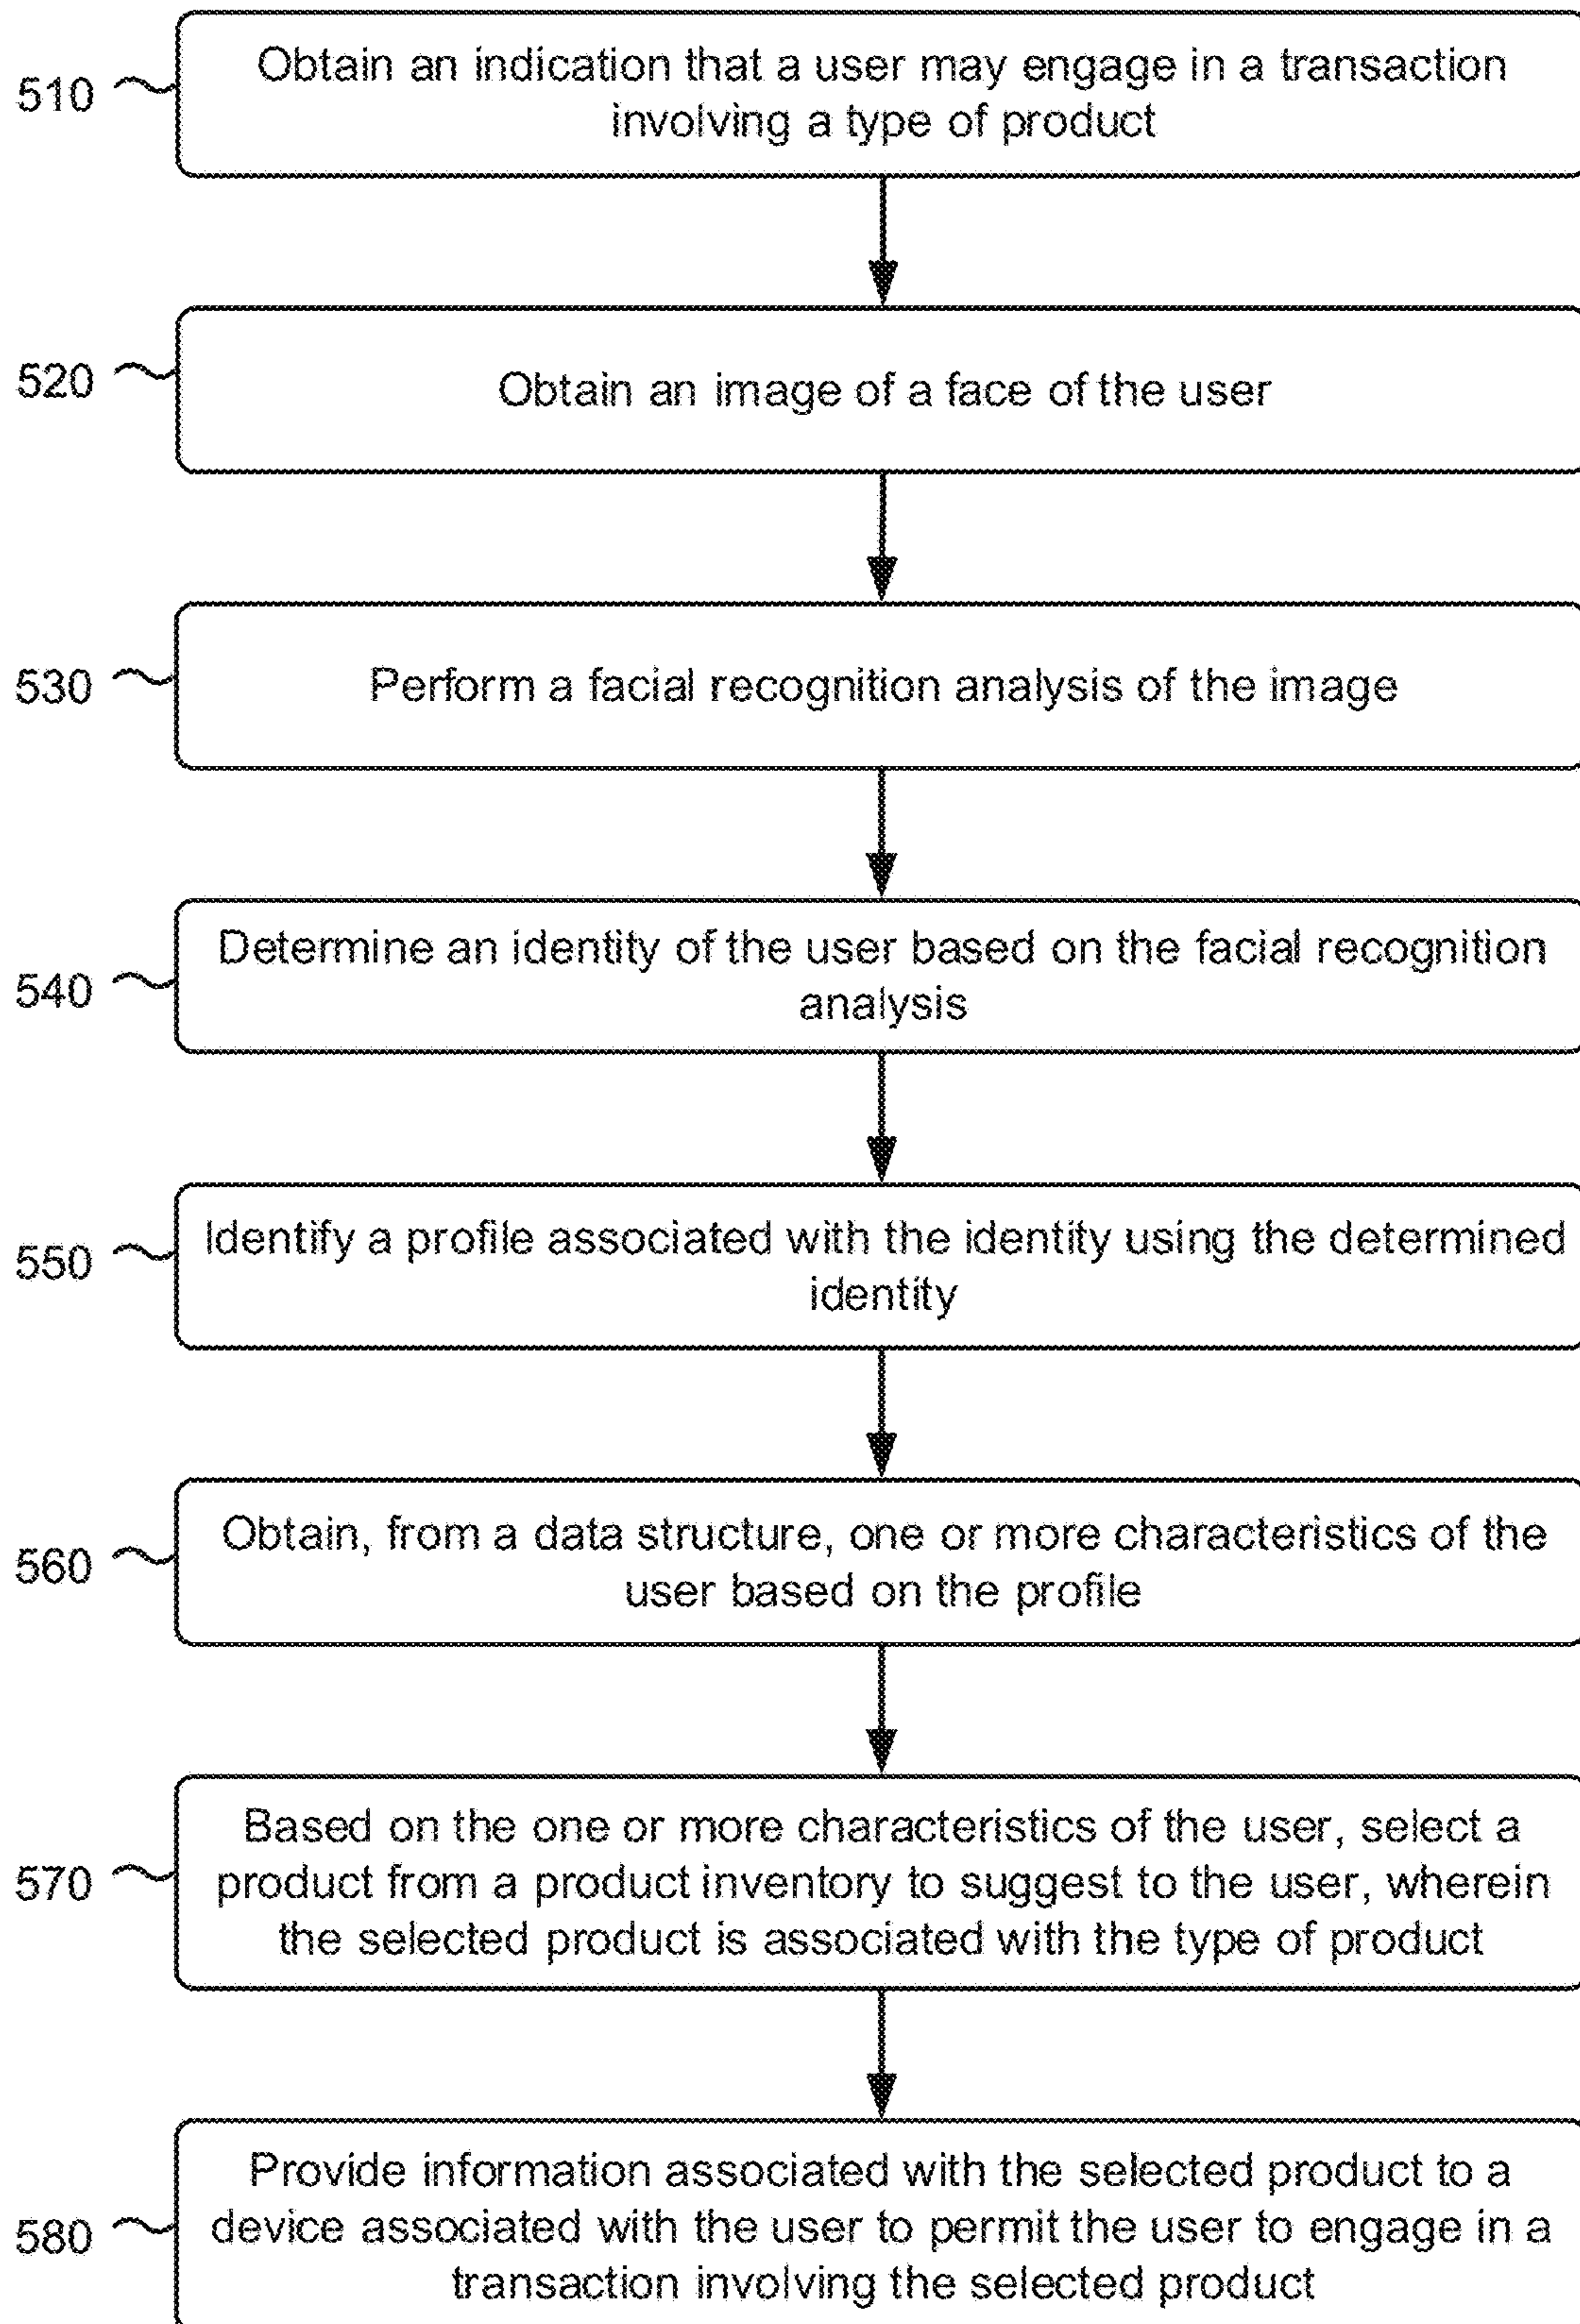 510
Obtain an indication that a user may engage in a transaction
involving a type of product
520
Obtain an image of a face of the user
530
Perform a facial recognition analysis of the image
540
Determine an identity of the user based on the facial recognition
analysis
550
Identify a profile associated with the identity using the determined
identity
560
Obtain, from a data structure, one or more characteristics of the
user based on the profile
570
Based on the one or more characteristics of the user, select a
product from a product inventory to suggest to the user, wherein
the selected product is associated with the type of product
580
Provide information associated with the selected product to a
device associated with the user to permit the user to engage in a
transaction involving the selected product